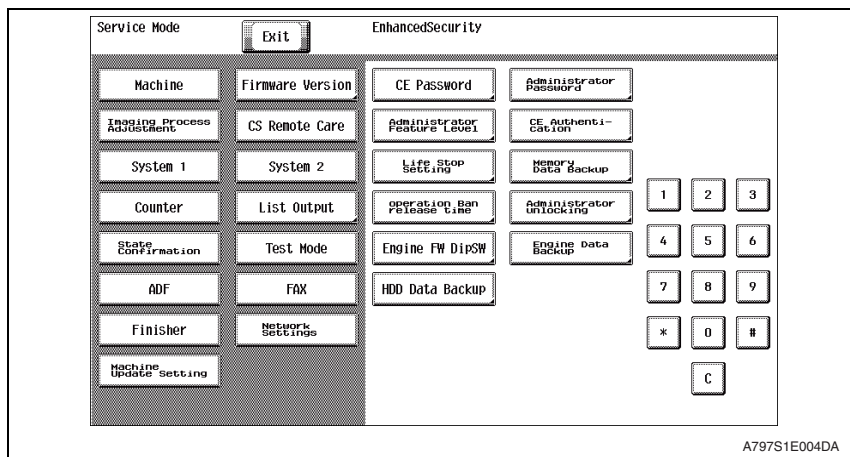 Service Mode
Exit
EnhancedSecurity
Machine
Firmware Version
CE Password
Administrator
Password
Imaging Process
Adjustment
CS Remote Care
Administrator
Feature Level
CE Authenti-
cation
System 1
System 2
Life Stop
Setting
Memory
Data Backup
Counter
List Output
operation Ban
release time
Administrator
unlocking
1
2
3
State
Confirmation
Test Mode
Engine FW DipSW
Engine Data
Backup
4
5
6
ADF
FAX
HDD Data Backup
7
8
9
Finisher
Network
Settings
*
0
#
Machine
Update Setting
C
A797S1E004DA